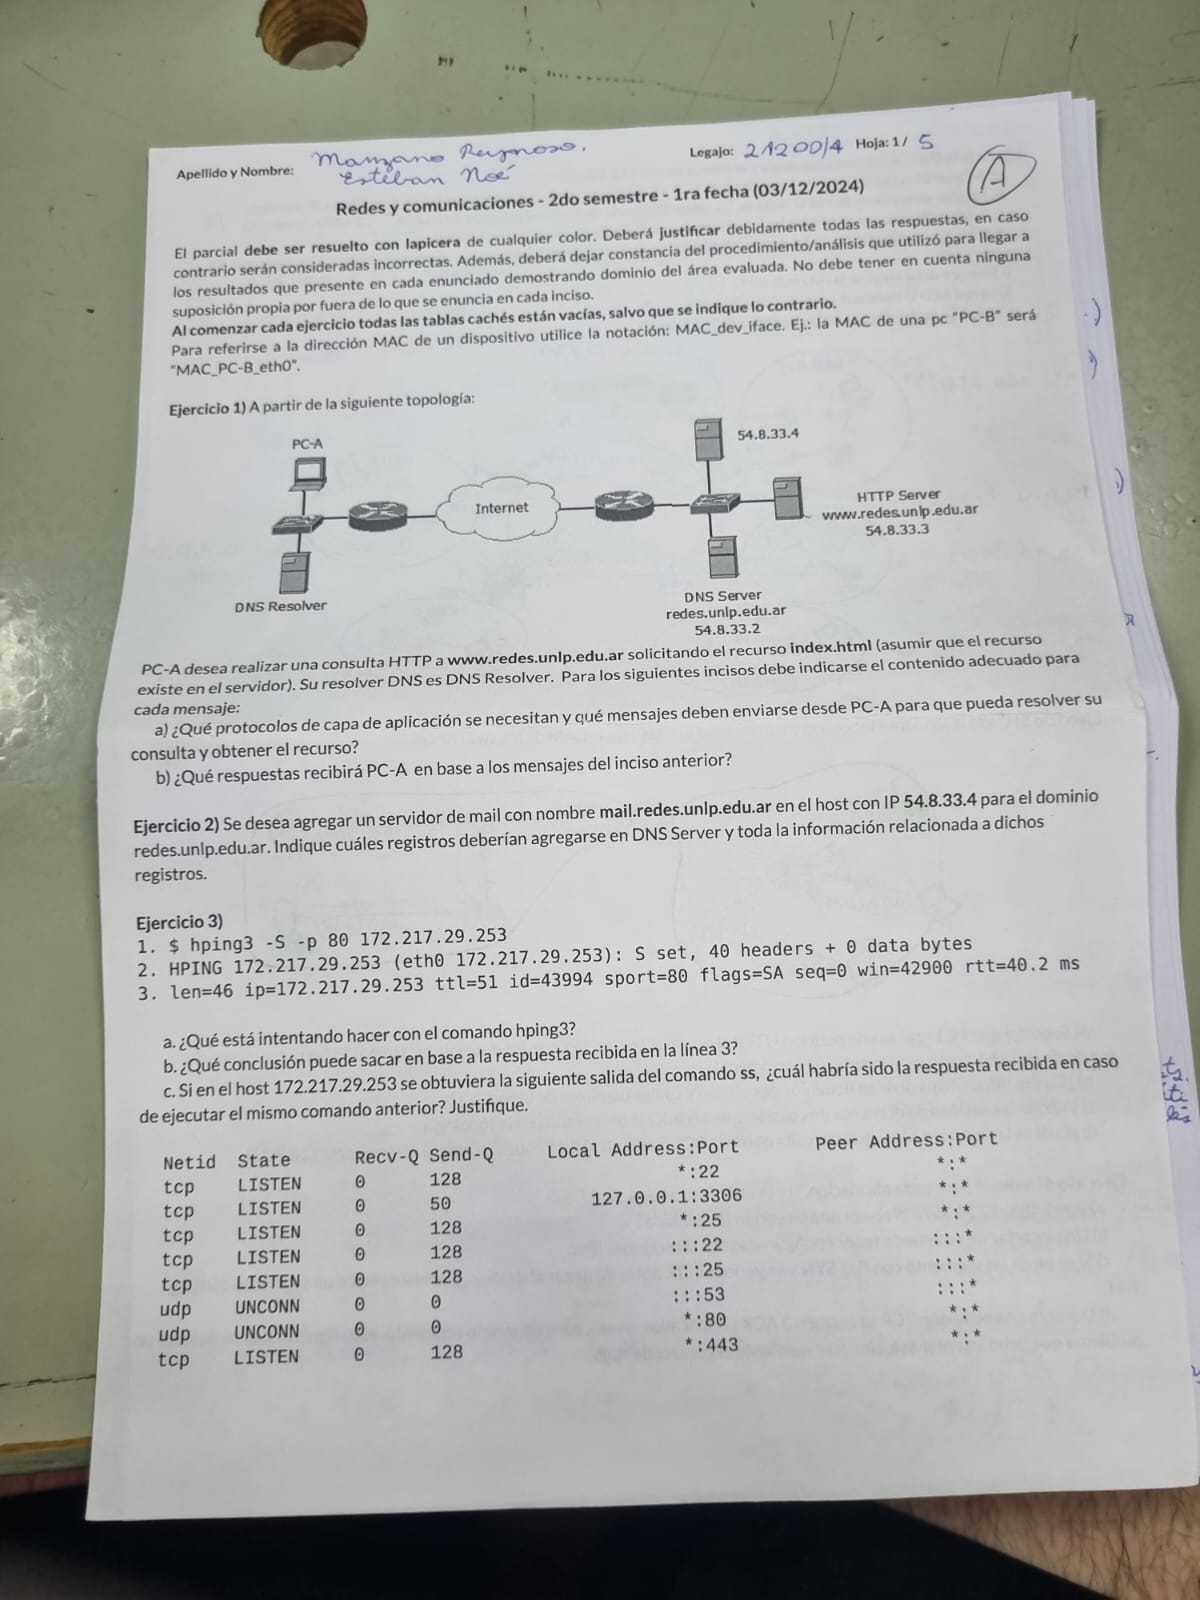 Apellido y Nombre: Manzano Reynoso, Legajo: 21200/4 Hoja: 1 / 5
Esteban Noé
A
Redes y comunicaciones - 2do semestre - 1ra fecha (03/12/2024)
El parcial debe ser resuelto con lapicera de cualquier color. Deberá justificar debidamente todas las respuestas, en caso
contrario serán consideradas incorrectas. Además, deberá dejar constancia del procedimiento/análisis que utilizó para llegar a
los resultados que presente en cada enunciado demostrando dominio del área evaluada. No debe tener en cuenta ninguna
suposición propia por fuera de lo que se enuncia en cada inciso.
Al comenzar cada ejercicio todas las tablas cachés están vacías, salvo que se indique lo contrario.
Para referirse a la dirección MAC de un dispositivo utilice la notación: MAC_dev_iface. Ej.: la MAC de una pc "PC-B" será
"MAC_PC-B_eth0".
Ejercicio 1) A partir de la siguiente topología:
PC-A
54.8.33.4
Internet
HTTP Server
www.redes.unlp.edu.ar
54.8.33.3
DNS Resolver
DNS Server
redes.unlp.edu.ar
54.8.33.2
PC-A desea realizar una consulta HTTP a www.redes.unlp.edu.ar solicitando el recurso index.html (asumir que el recurso
existe en el servidor). Su resolver DNS es DNS Resolver. Para los siguientes incisos debe indicarse el contenido adecuado para
cada mensaje:
a) ¿Qué protocolos de capa de aplicación se necesitan y qué mensajes deben enviarse desde PC-A para que pueda resolver su
consulta y obtener el recurso?
b) ¿Qué respuestas recibirá PC-A en base a los mensajes del inciso anterior?
Ejercicio 2) Se desea agregar un servidor de mail con nombre mail.redes.unlp.edu.ar en el host con IP 54.8.33.4 para el dominio
redes.unlp.edu.ar. Indique cuáles registros deberían agregarse en DNS Server y toda la información relacionada a dichos
registros.
Ejercicio 3)
1. $ hping3 -S -p 80 172.217.29.253
2. HPING 172.217.29.253 (eth0 172.217.29.253): S set, 40 headers + 0 data bytes
3. len=46 ip=172.217.29.253 ttl=51 id=43994 sport=80 flags=SA seq=0 win=42900 rtt=40.2 ms
a. ¿Qué está intentando hacer con el comando hping3?
b. ¿Qué conclusión puede sacar en base a la respuesta recibida en la línea 3?
c. Si en el host 172.217.29.253 se obtuviera la siguiente salida del comando ss, ¿cuál habría sido la respuesta recibida en caso
de ejecutar el mismo comando anterior? Justifique.
Netid State Recv-Q Send-Q Local Address:Port Peer Address:Port
tcp LISTEN 0 128 *:22 *:*
tcp LISTEN 0 50 127.0.0.1:3306 *:*
tcp LISTEN 0 128 *:25 *:*
tcp LISTEN 0 128 :::22 :::*
tcp LISTEN 0 128 :::25 :::*
udp UNCONN 0 0 :::53 :::*
udp UNCONN 0 0 *:80 *:*
tcp LISTEN 0 128 *:443 *:*